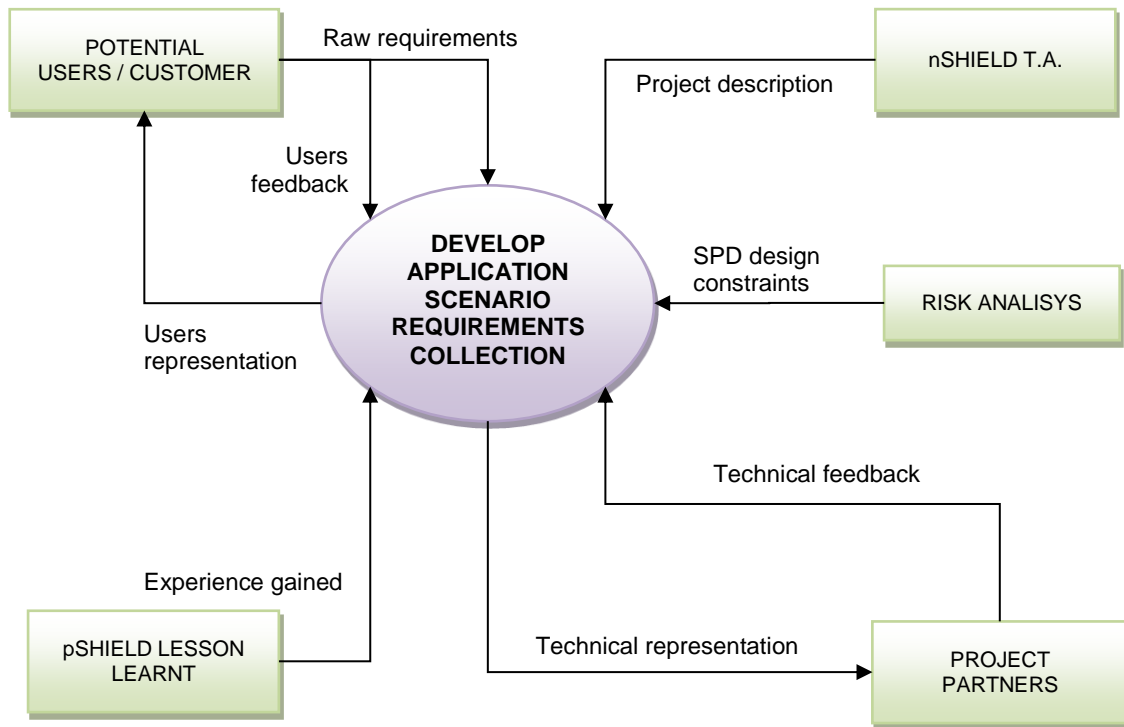 POTENTIAL
USERS / CUSTOMER
Raw requirements
nSHIELD T.A.
Project description
Users
feedback
DEVELOP
APPLICATION
SCENARIO
REQUIREMENTS
COLLECTION
SPD design
constraints
RISK ANALISYS
Users
representation
Technical feedback
Experience gained
pSHIELD LESSON
LEARNT
Technical representation
PROJECT
PARTNERS